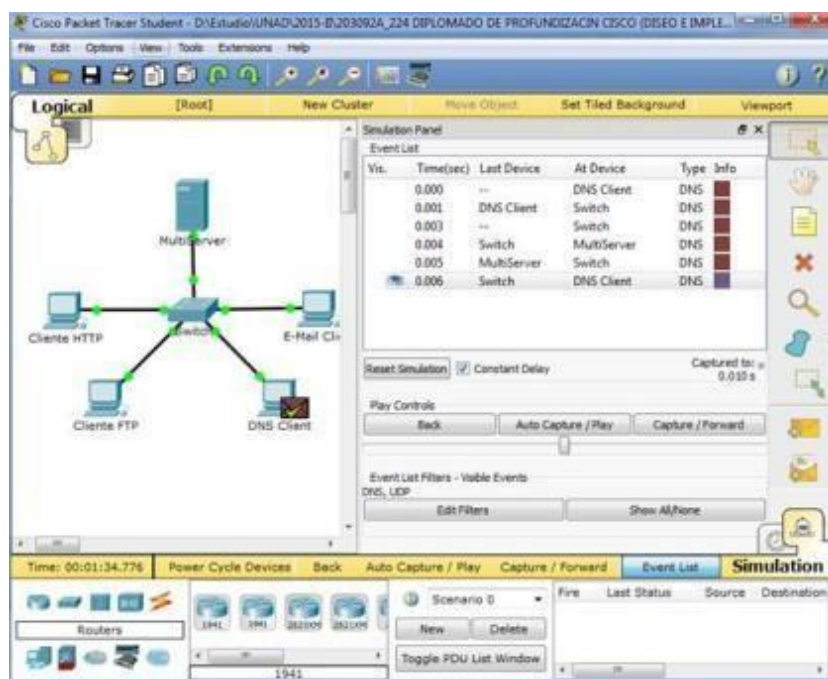 Cisco Packet Tracer Student - D:\Estudio\UNAD\2015-II\203092A_224 DIPLOMADO DE PROFUNDIZACIN CISCO (DISEO E IMPLE...
File Edit Options View Tools Extensions Help
Logical [Root] New Cluster Move Object Set Tiled Background Viewport
Simulation Panel
Event List
Vis. Time(sec) Last Device At Device Type Info
0.000 -- DNS Client DNS
0.001 DNS Client Switch DNS
0.003 -- Switch DNS
0.004 Switch MultiServer DNS
0.005 MultiServer Switch DNS
0.006 Switch DNS Client DNS
MultiServer
Cliente HTTP
Switch
E-Mail Cli
Cliente FTP
DNS Client
Reset Simulation Constant Delay
Captured to:
0.010 s
Play Controls
Back Auto Capture / Play Capture / Forward
Event List Filters - Visible Events
DNS, UDP
Edit Filters Show All/None
Time: 00:01:34.776 Power Cycle Devices Back Auto Capture / Play Capture / Forward Event List Simulation
Routers
1941 1941 2620XM 2621XM
1941
Scenario 0
New Delete
Toggle PDU List Window
Fire Last Status Source Destination